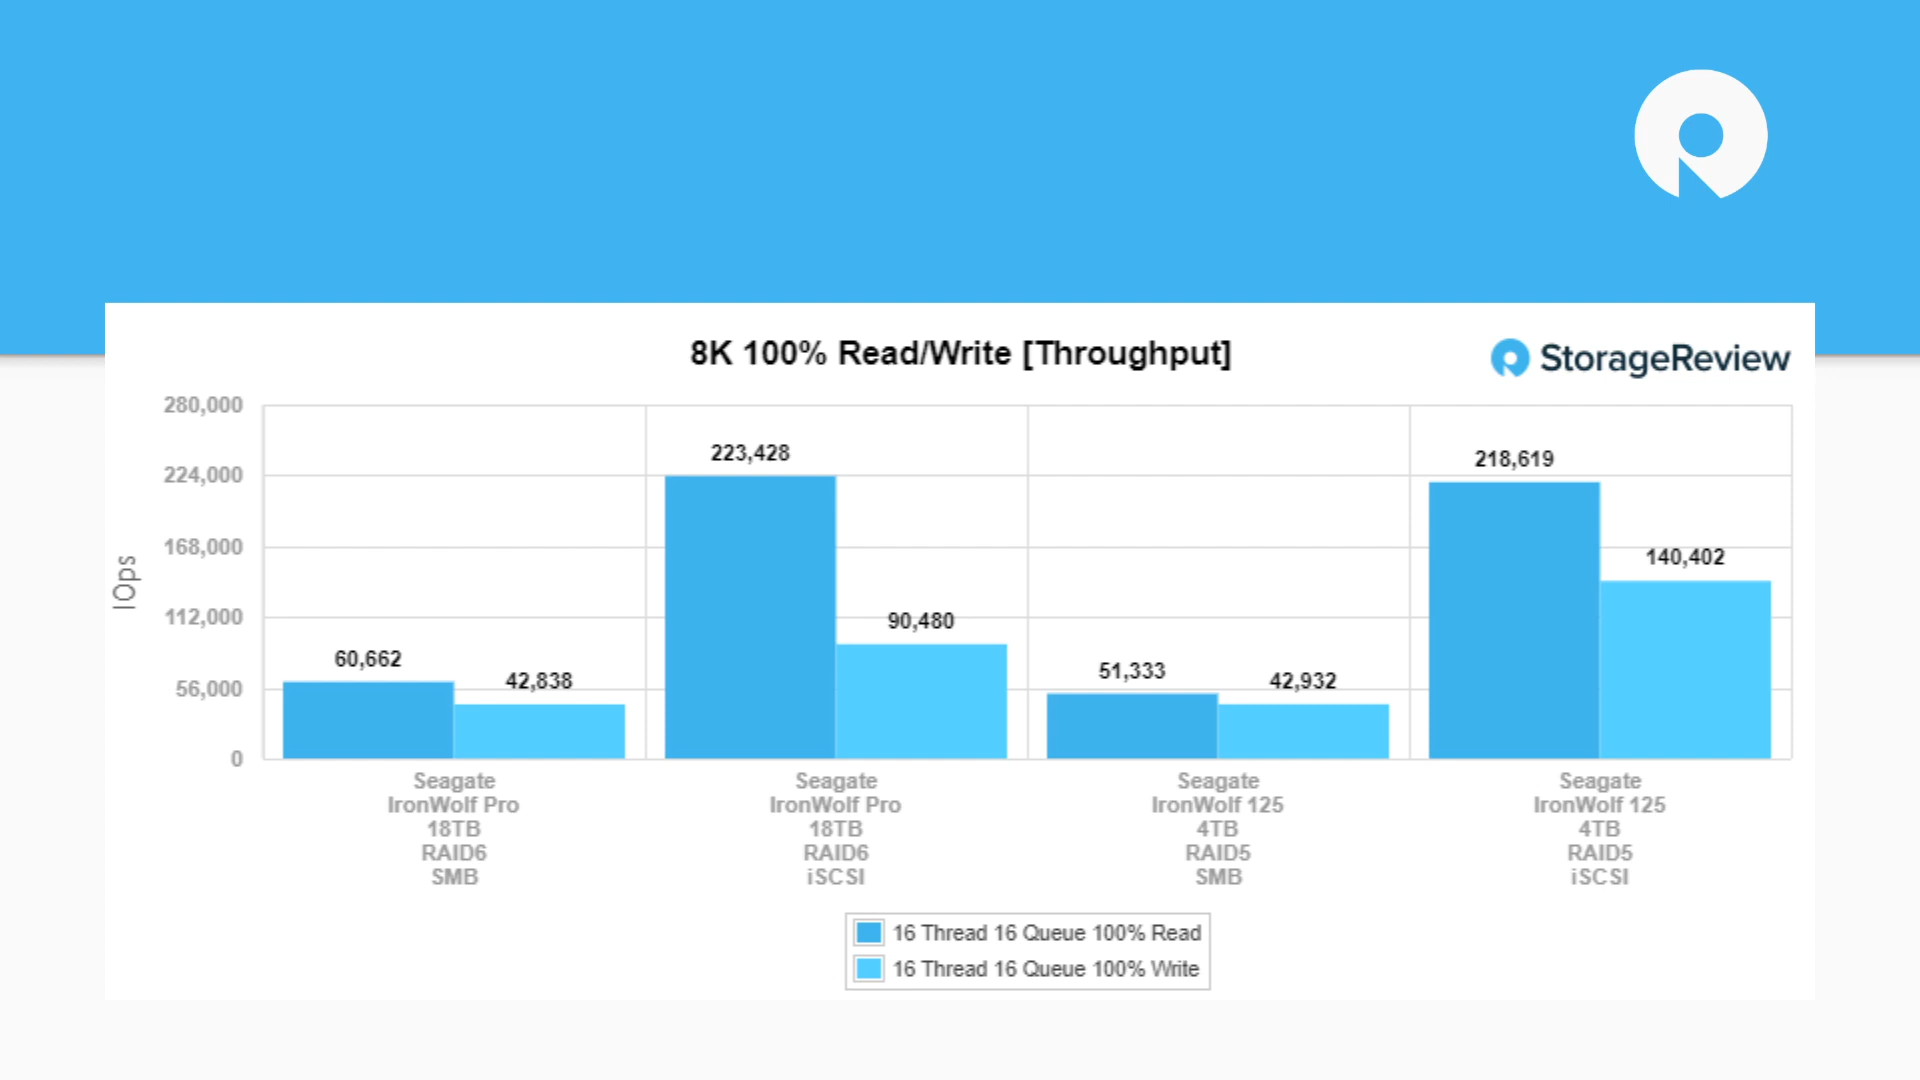 8K 100% Read/Write [Throughput]
StorageReview
IOps
280,000
224,000
168,000
112,000
56,000
0
60,662
42,838
223,428
90,480
51,333
42,932
218,619
140,402
Seagate
IronWolf Pro
18TB
RAID6
SMB
Seagate
IronWolf Pro
18TB
RAID6
iSCSI
Seagate
IronWolf 125
4TB
RAID5
SMB
Seagate
IronWolf 125
4TB
RAID5
iSCSI
16 Thread 16 Queue 100% Read
16 Thread 16 Queue 100% Write